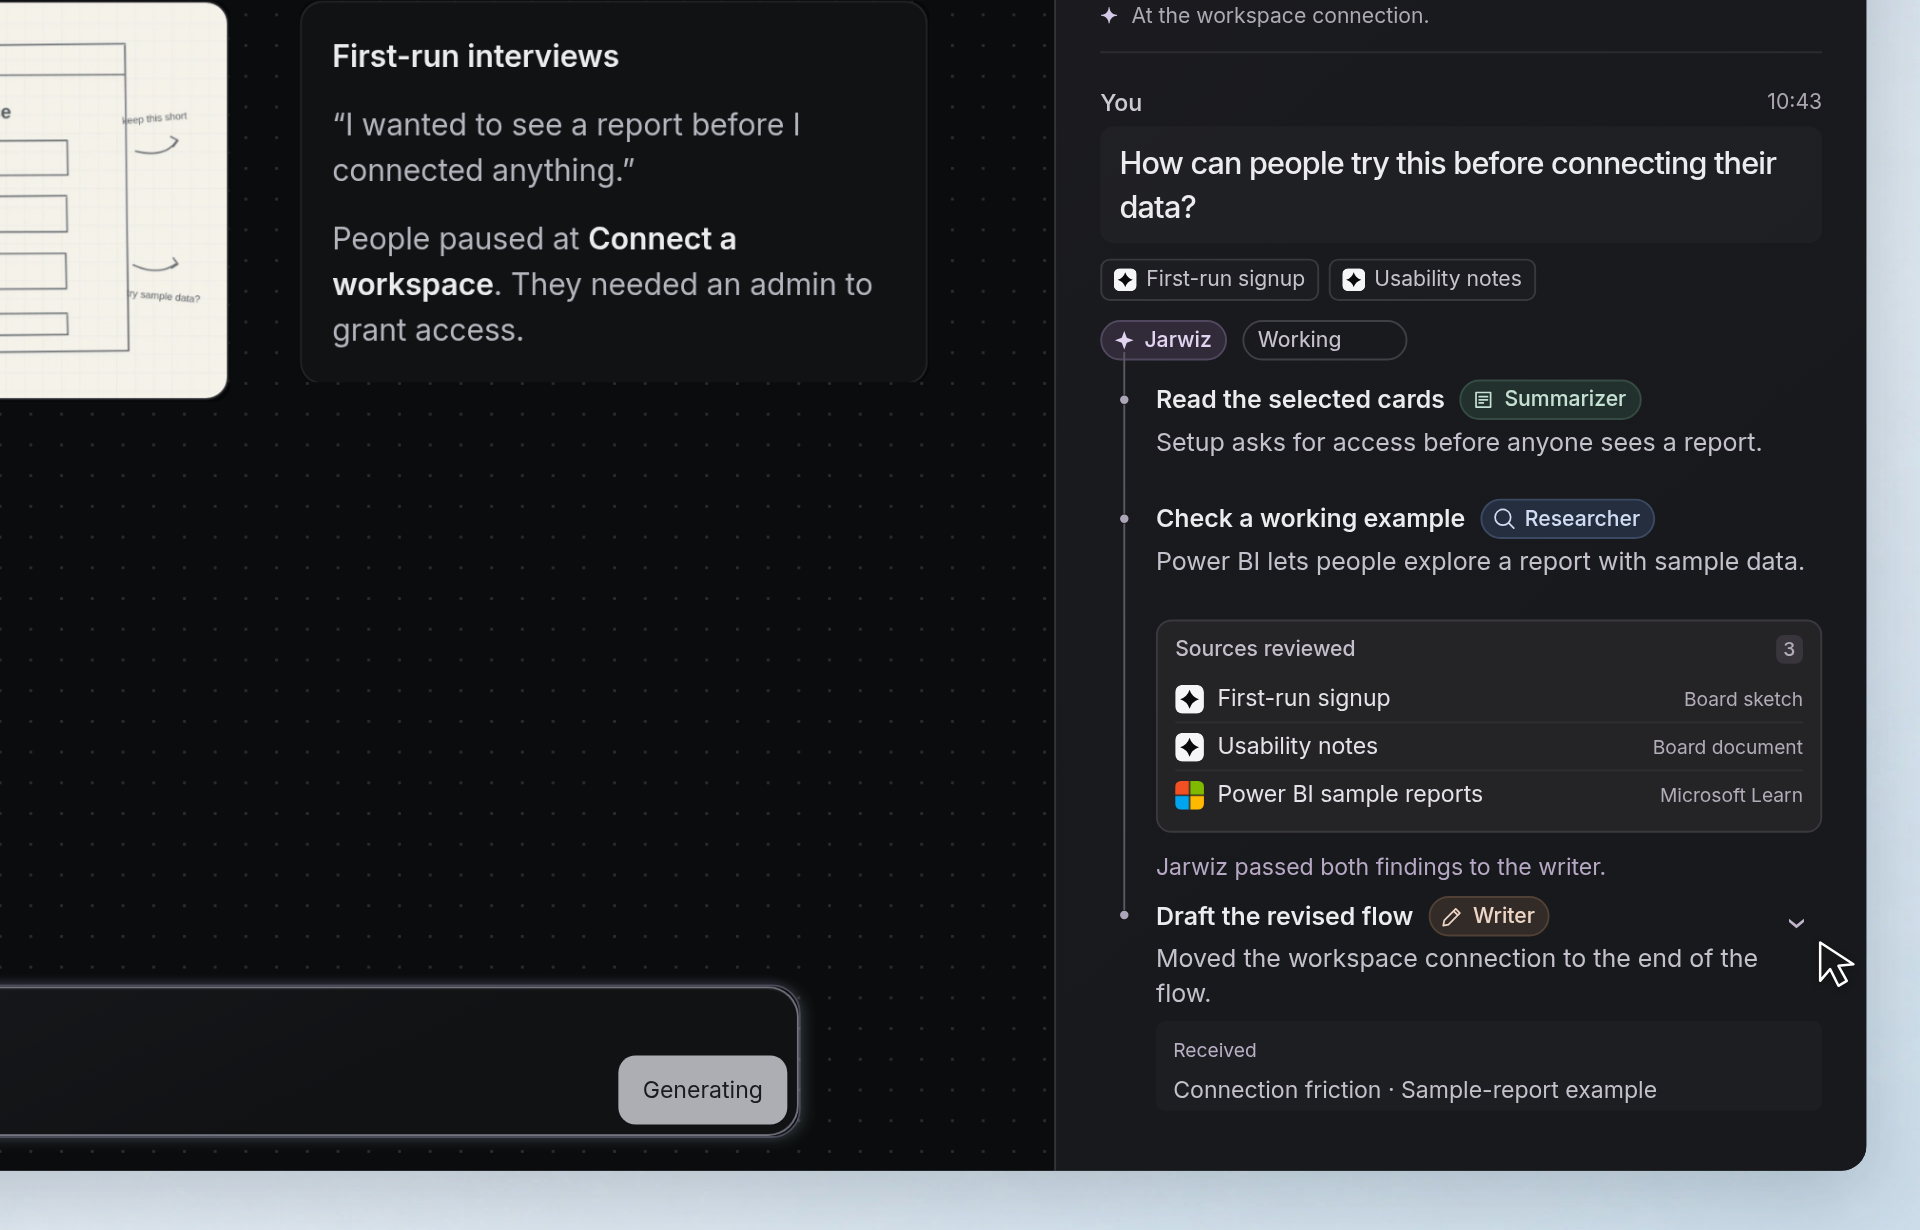 e
keep this short
try sample data?
First-run interviews
“I wanted to see a report before I
connected anything.”
People paused at Connect a
workspace. They needed an admin to
grant access.
Generating
At the workspace connection.
You
10:43
How can people try this before connecting their
data?
First-run signup
Usability notes
Jarwiz
Working
Read the selected cards
Summarizer
Setup asks for access before anyone sees a report.
Check a working example
Researcher
Power BI lets people explore a report with sample data.
Sources reviewed
3
First-run signup
Board sketch
Usability notes
Board document
Power BI sample reports
Microsoft Learn
Jarwiz passed both findings to the writer.
Draft the revised flow
Writer
Moved the workspace connection to the end of the
flow.
Received
Connection friction · Sample-report example